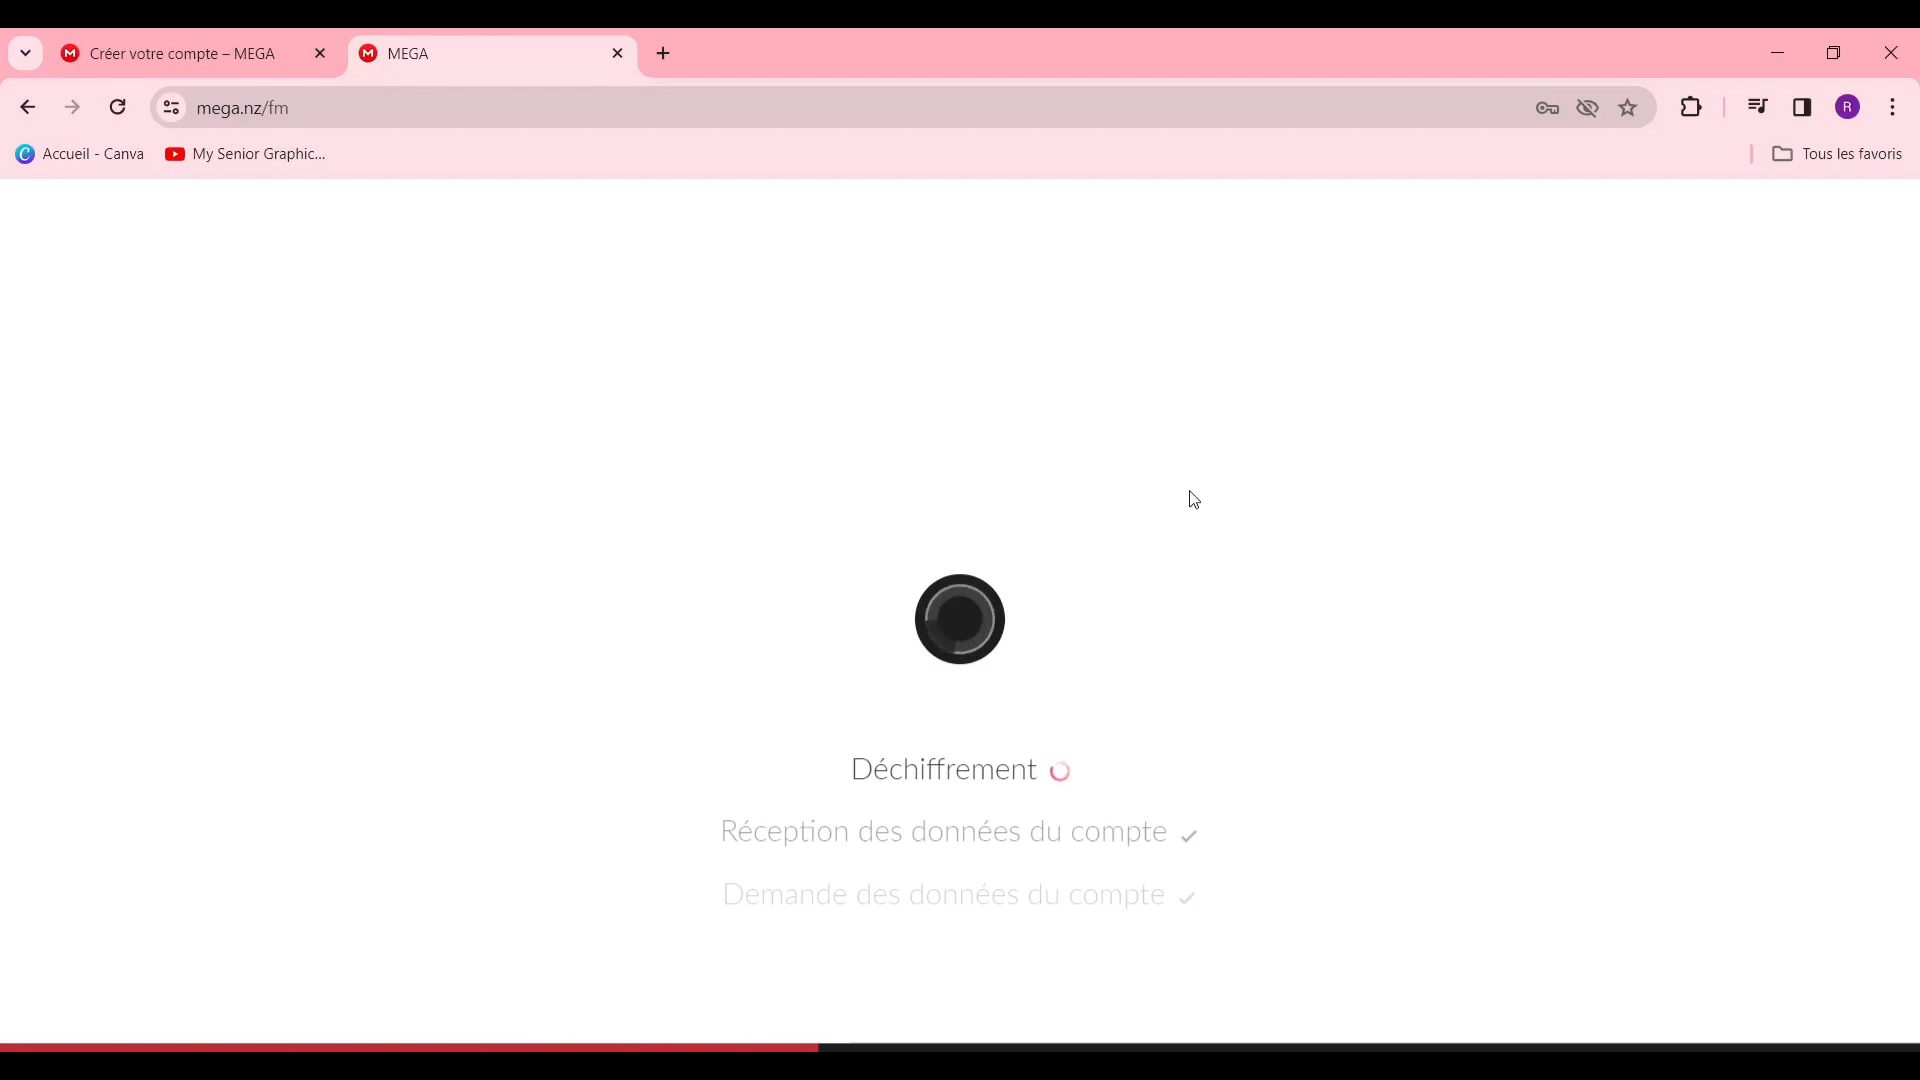 Créer votre compte – MEGA
MEGA
mega.nz/fm
R
Accueil - Canva
My Senior Graphic...
Tous les favoris
Déchiffrement
Réception des données du compte
Demande des données du compte